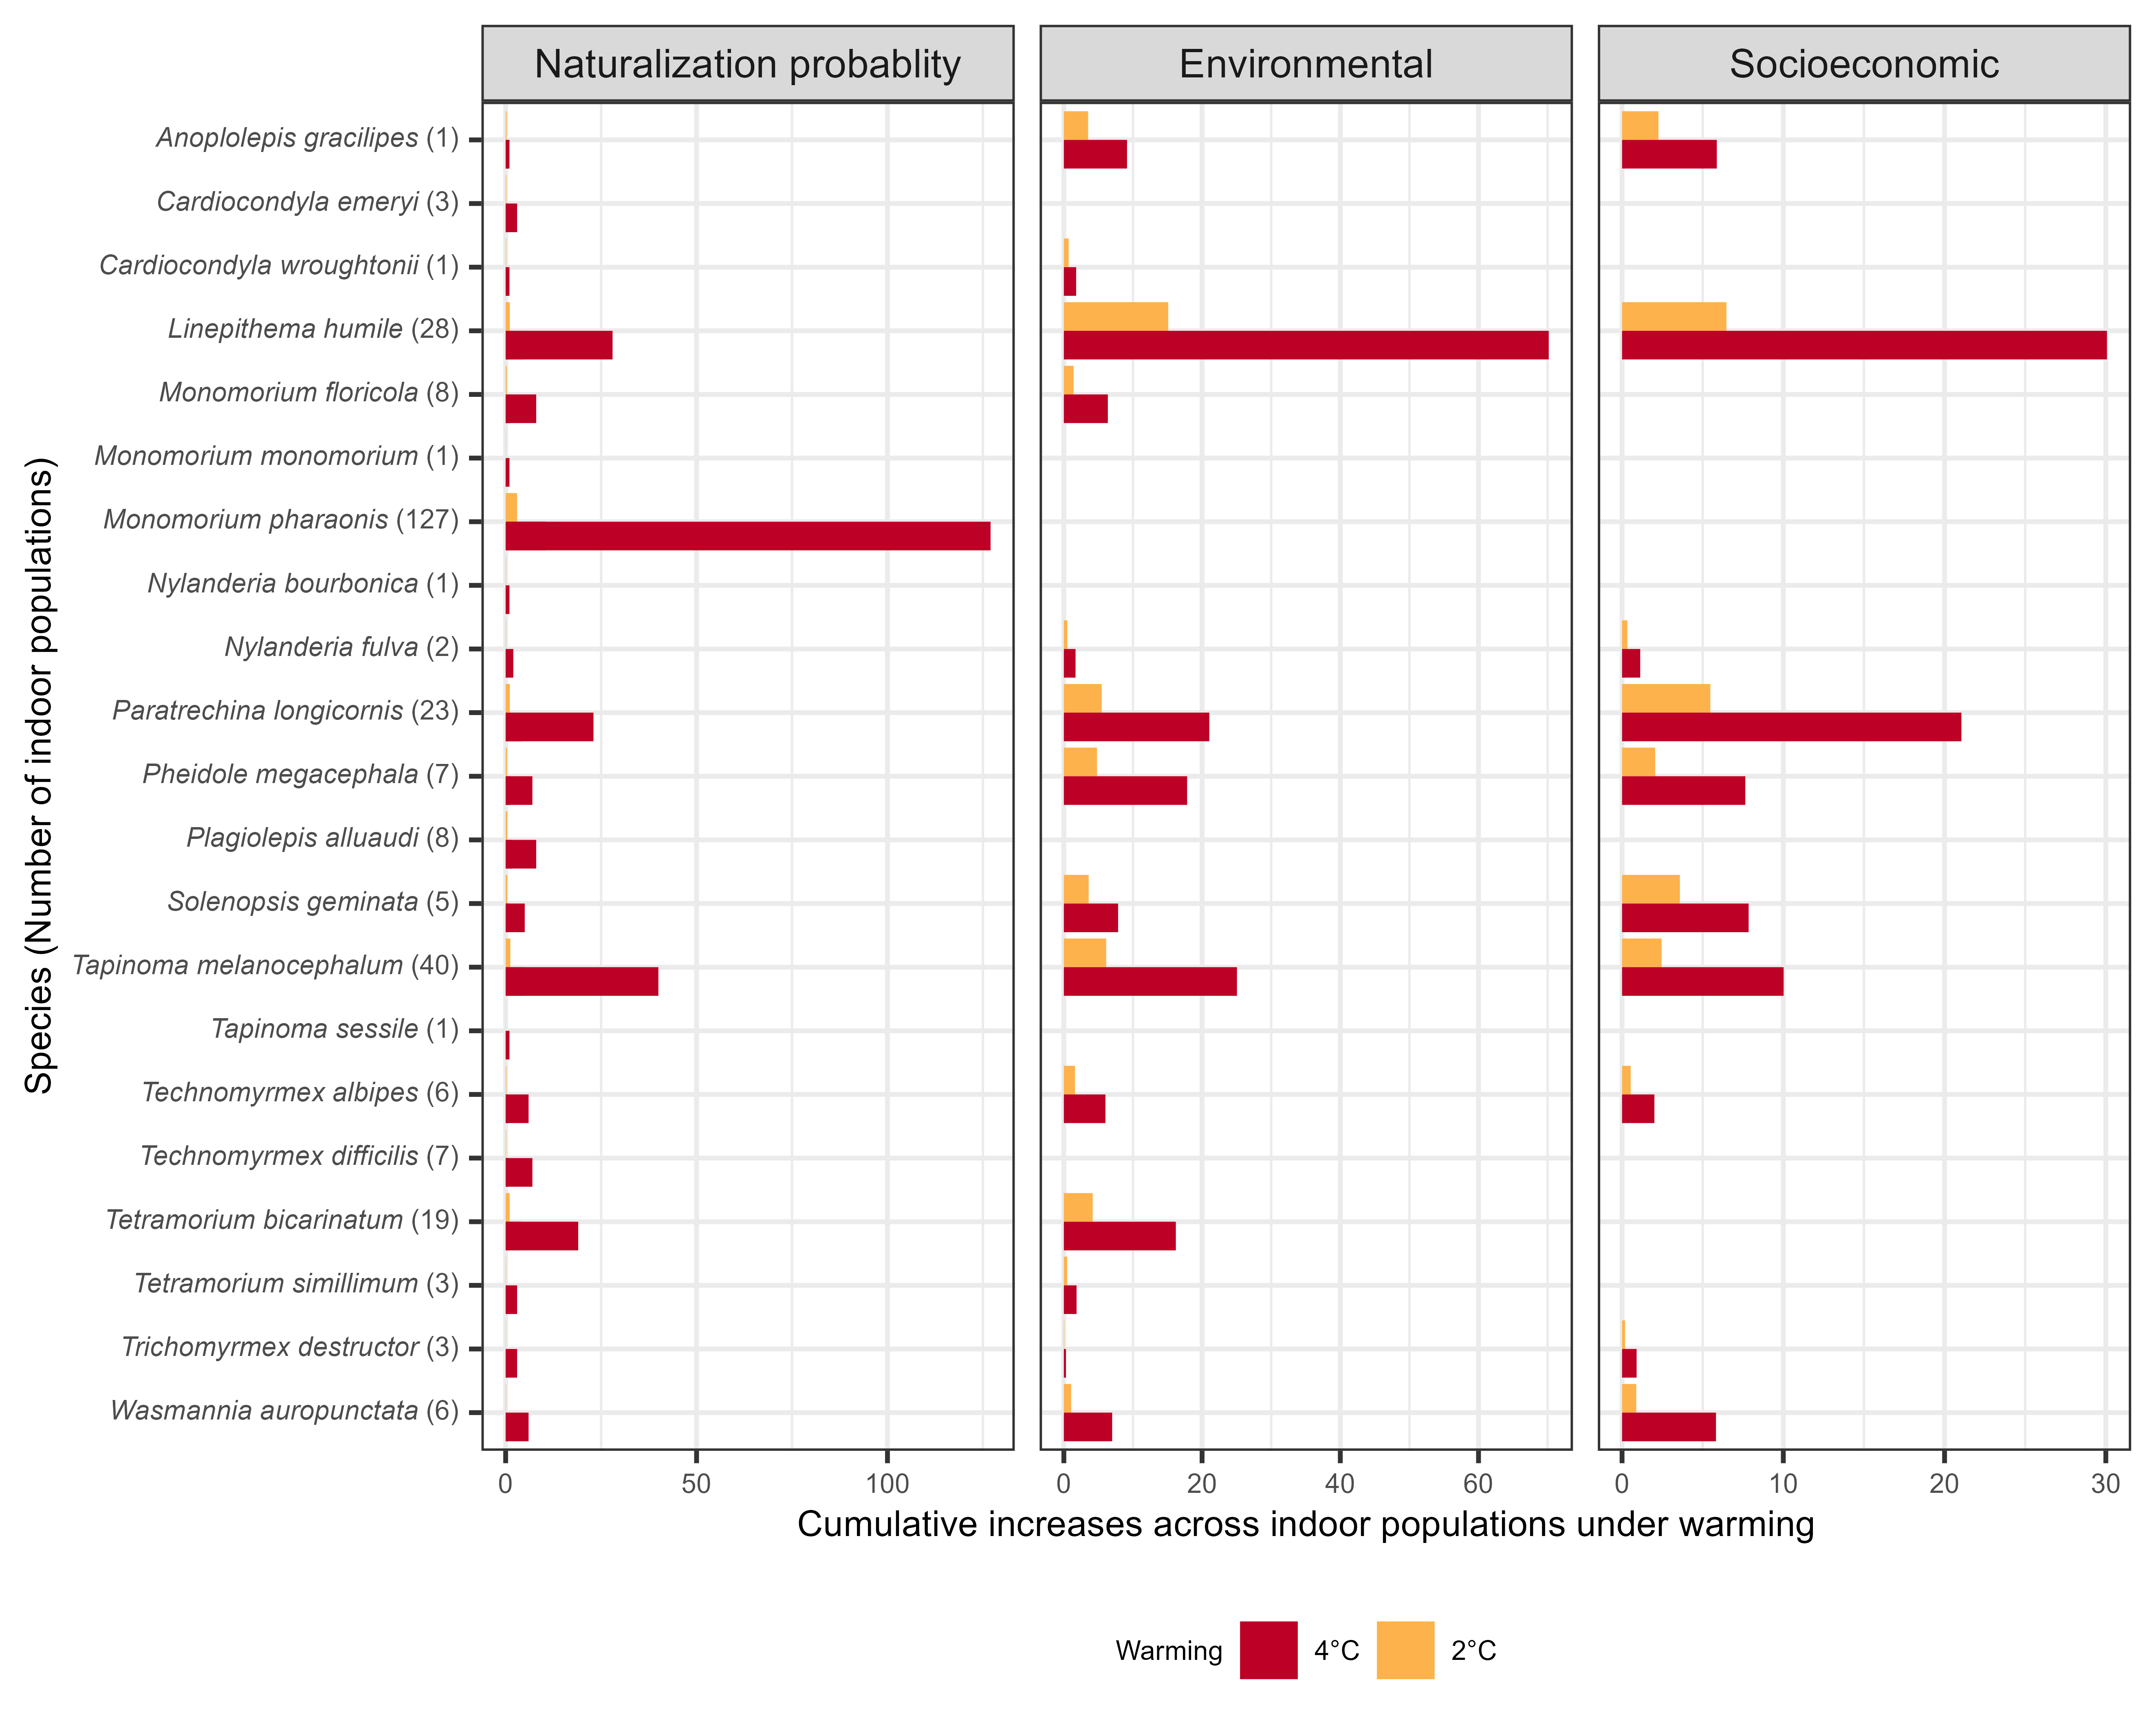 Naturalization probablity
Environmental
Socioeconomic
Species (Number of indoor populations)
Anoplolepis gracilipes (1)
Cardiocondyla emeryi (3)
Cardiocondyla wroughtonii (1)
Linepithema humile (28)
Monomorium floricola (8)
Monomorium monomorium (1)
Monomorium pharaonis (127)
Nylanderia bourbonica (1)
Nylanderia fulva (2)
Paratrechina longicornis (23)
Pheidole megacephala (7)
Plagiolepis alluaudi (8)
Solenopsis geminata (5)
Tapinoma melanocephalum (40)
Tapinoma sessile (1)
Technomyrmex albipes (6)
Technomyrmex difficilis (7)
Tetramorium bicarinatum (19)
Tetramorium simillimum (3)
Trichomyrmex destructor (3)
Wasmannia auropunctata (6)
0 50 100
0 20 40 60
0 10 20 30
Cumulative increases across indoor populations under warming
Warming 4°C 2°C